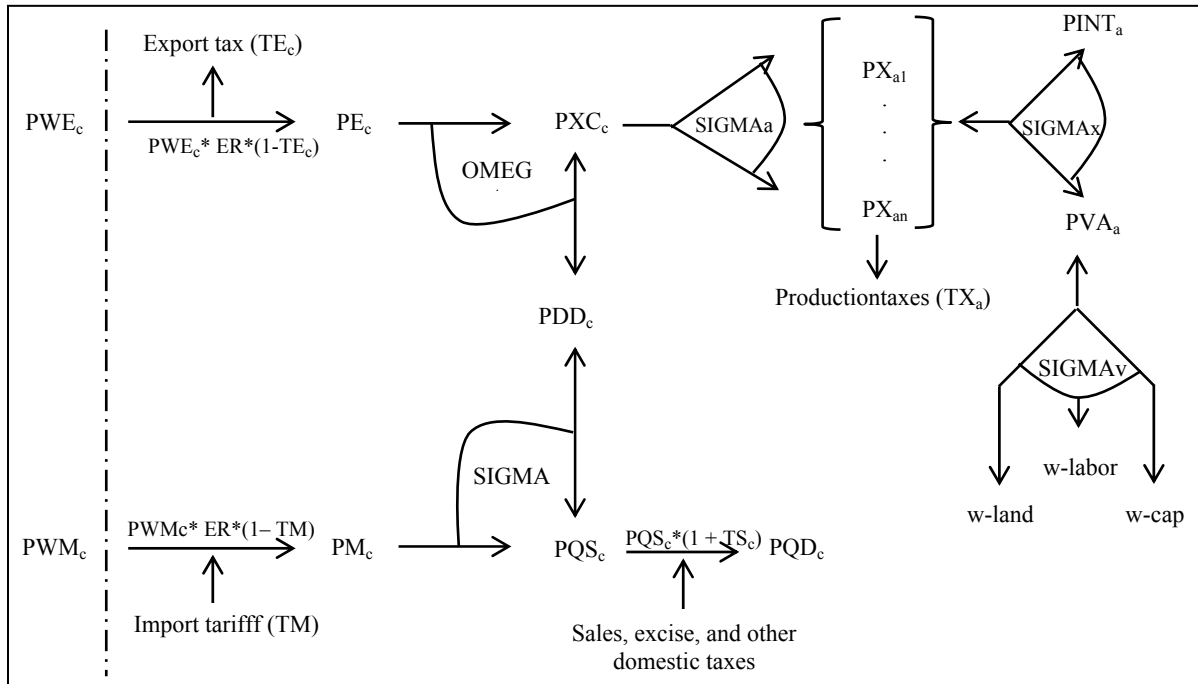 Export tax (TEc)
PINTa
PWEc
PWEc* ER*(1-TEc)
PEc
PXCc
SIGMAa
PXa1
.
.
.
.
PXan
SIGMAx
OMEG
.
PVAa
Productiontaxes (TXa)
PDDc
SIGMAv
SIGMA
w-labor
w-land
w-cap
PWMc
PWMc* ER*(1– TM)
PMc
PQSc
PQSc*(1 + TSc)
PQDc
Import tarifff (TM)
Sales, excise, and other
domestic taxes